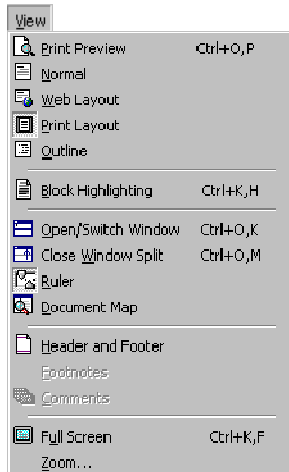 View
Print Preview Ctrl+O,P
Normal
Web Layout
Print Layout
Outline
Block Highlighting Ctrl+K,H
Open/Switch Window Ctrl+O,K
Close Window Split Ctrl+O,M
Ruler
Document Map
Header and Footer
Footnotes
Comments
Full Screen Ctrl+K,F
Zoom...